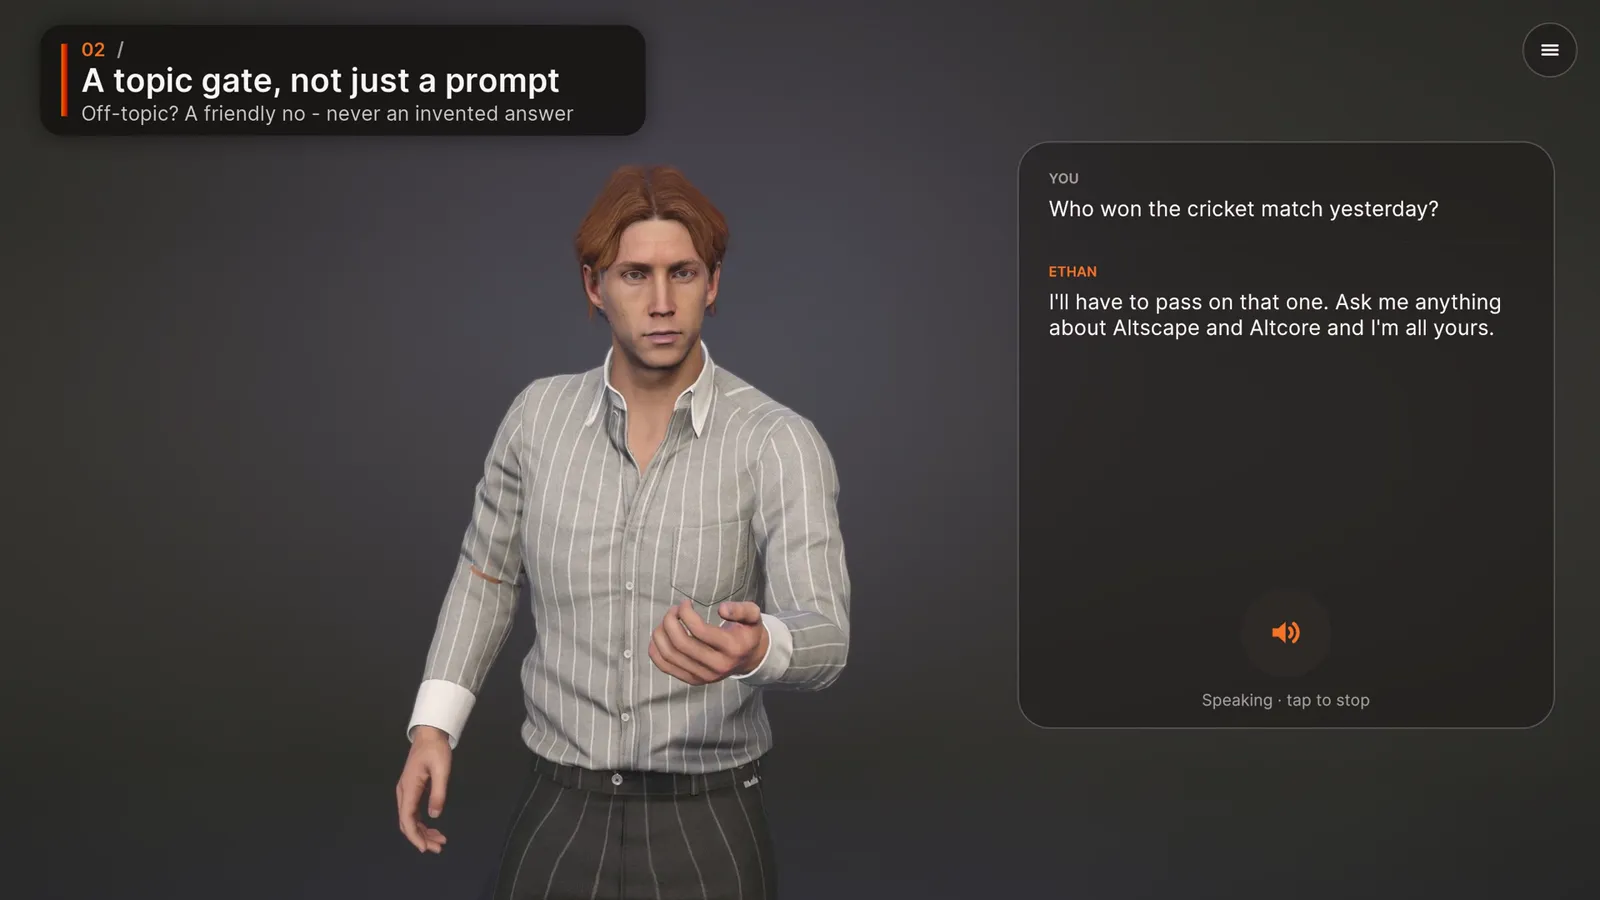 02 /
A topic gate, not just a prompt
Off-topic? A friendly no - never an invented answer
YOU
Who won the cricket match yesterday?
ETHAN
I'll have to pass on that one. Ask me anything
about Altscape and Altcore and I'm all yours.
Speaking · tap to stop